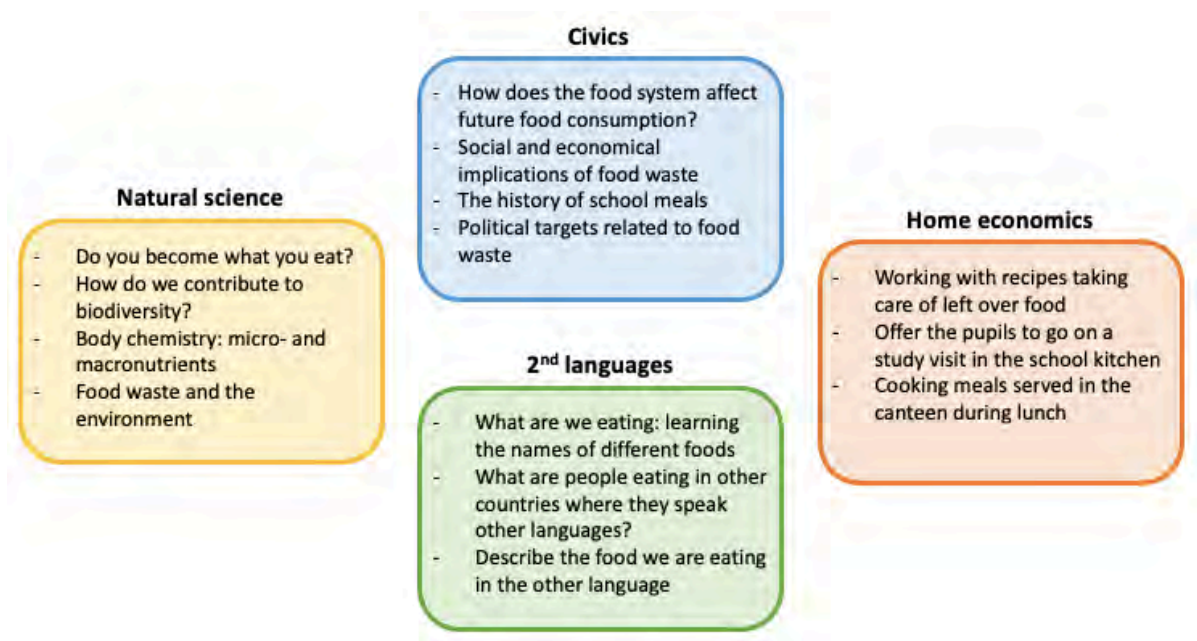 Civics
- How does the food system affect
future food consumption?
- Social and economical
implications of food waste
- The history of school meals
- Political targets related to food
waste
Natural science
- Do you become what you eat?
- How do we contribute to
biodiversity?
- Body chemistry: micro- and
macronutrients
- Food waste and the
environment
2nd languages
- What are we eating: learning
the names of different foods
- What are people eating in other
countries where they speak
other languages?
- Describe the food we are eating
in the other language
Home economics
- Working with recipes taking
care of left over food
- Offer the pupils to go on a
study visit in the school kitchen
- Cooking meals served in the
canteen during lunch